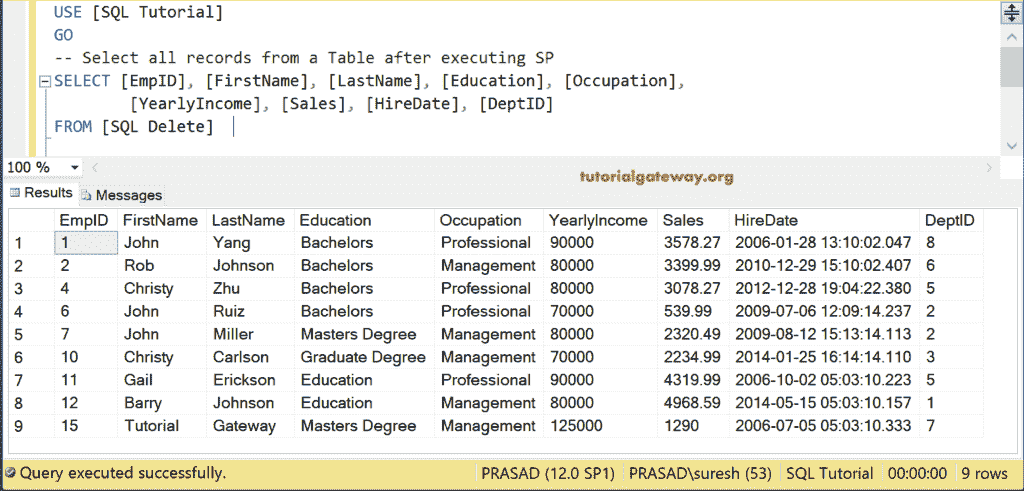 USE [SQL Tutorial]
GO
-- Select all records from a Table after executing SP
SELECT [EmpID], [FirstName], [LastName], [Education], [Occupation],
[YearlyIncome], [Sales], [HireDate], [DeptID]
FROM [SQL Delete]
100 %
tutorialgateway.org
Results Messages
EmpID FirstName LastName Education Occupation YearlyIncome Sales HireDate DeptID
1 1 John Yang Bachelors Professional 90000 3578.27 2006-01-28 13:10:02.047 8
2 2 Rob Johnson Bachelors Management 80000 3399.99 2010-12-29 15:10:02.407 6
3 4 Christy Zhu Bachelors Professional 80000 3078.27 2012-12-28 19:04:22.380 5
4 6 John Ruiz Bachelors Professional 70000 539.99 2009-07-06 12:09:14.237 2
5 7 John Miller Masters Degree Management 80000 2320.49 2009-08-12 15:13:14.113 2
6 10 Christy Carlson Graduate Degree Management 70000 2234.99 2014-01-25 16:14:14.110 3
7 11 Gail Erickson Education Professional 90000 4319.99 2006-10-02 05:03:10.223 5
8 12 Barry Johnson Education Management 80000 4968.59 2014-05-15 05:03:10.157 1
9 15 Tutorial Gateway Masters Degree Management 125000 1290 2006-07-05 05:03:10.333 7
Query executed successfully. PRASAD (12.0 SP1) PRASAD\suresh (53) SQL Tutorial 00:00:00 9 rows